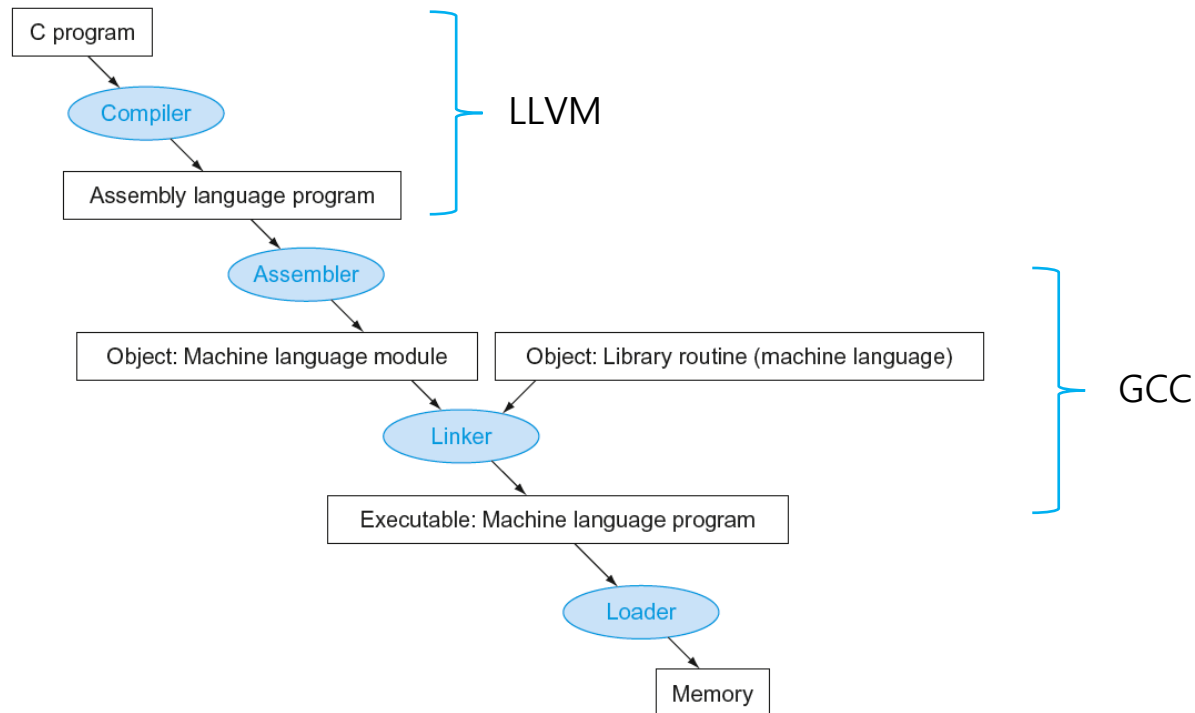 C program
Compiler
LLVM
Assembly language program
Assembler
Object: Machine language module
Object: Library routine (machine language)
GCC
Linker
Executable: Machine language program
Loader
Memory